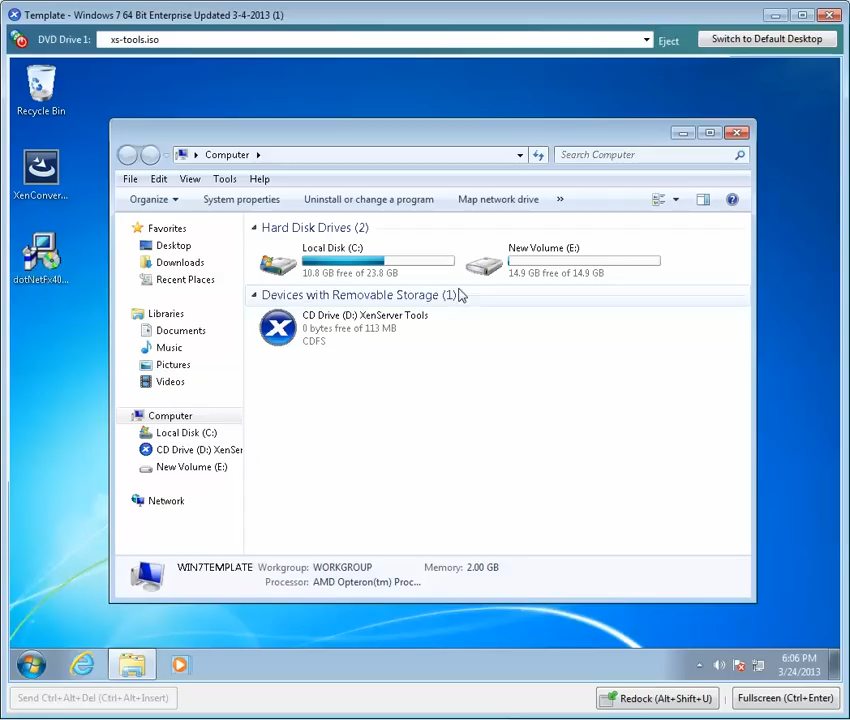 Template - Windows 7 64 Bit Enterprise Updated 3-4-2013 (1)
DVD Drive 1: xs-tools.iso Eject Switch to Default Desktop
Recycle Bin
XenConver...
dotNetFx40...
Computer
Search Computer
File Edit View Tools Help
Organize System properties Uninstall or change a program Map network drive »
Favorites
Desktop
Downloads
Recent Places
Libraries
Documents
Music
Pictures
Videos
Computer
Local Disk (C:)
CD Drive (D:) XenSer
New Volume (E:)
Network
Hard Disk Drives (2)
Local Disk (C:)
10.8 GB free of 23.8 GB
New Volume (E:)
14.9 GB free of 14.9 GB
Devices with Removable Storage (1)
CD Drive (D:) XenServer Tools
0 bytes free of 113 MB
CDFS
WIN7TEMPLATE Workgroup: WORKGROUP Memory: 2.00 GB
Processor: AMD Opteron(tm) Proc...
6:06 PM
3/24/2013
Send Ctrl+Alt+Del (Ctrl+Alt+Insert) Redock (Alt+Shift+U) Fullscreen (Ctrl+Enter)